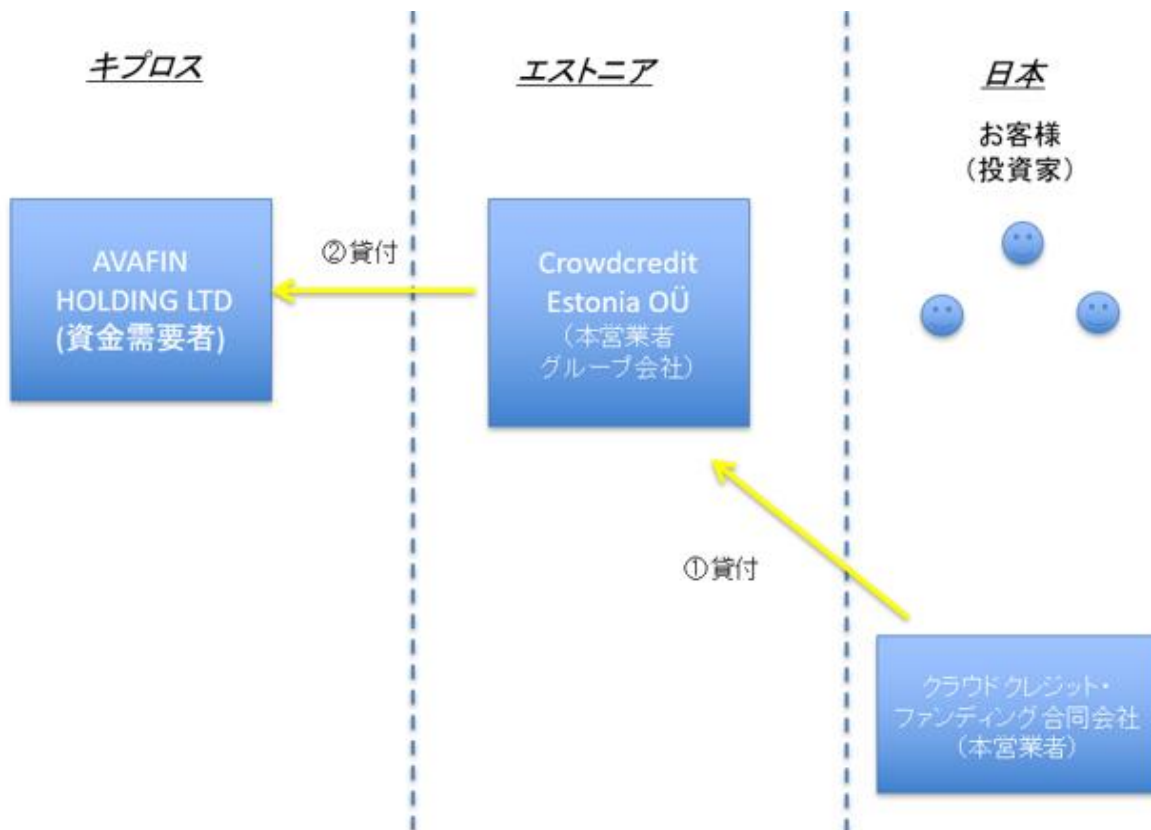 キプロス
エストニア
日本
お客様
（投資家）
AVAFIN
HOLDING LTD
(資金需要者)
②貸付
Crowdcredit
Estonia OÜ
（本営業者
グループ会社）
①貸付
クラウドクレジット・
ファンディング合同会社
（本営業者）